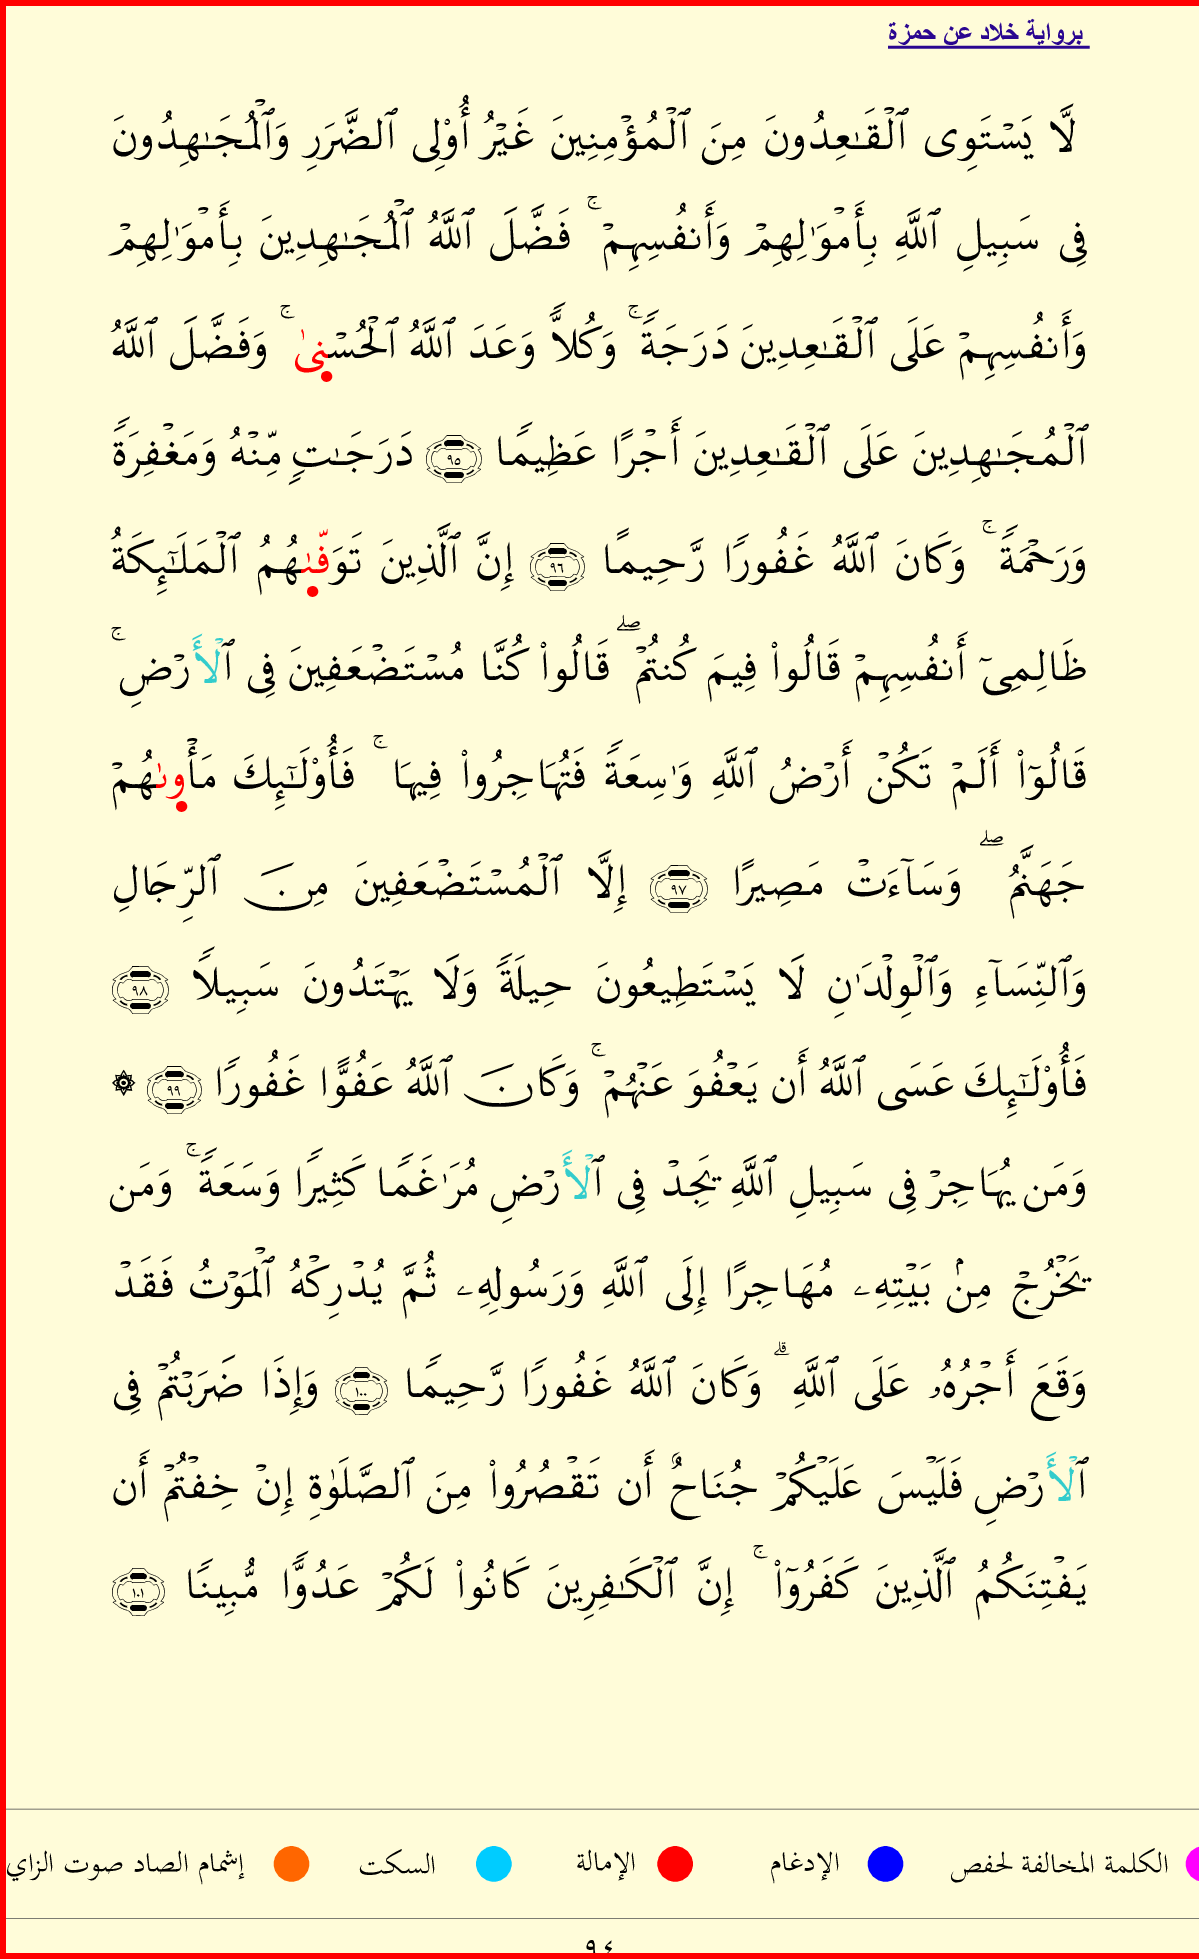 برواية خلاد عن حمزة
لَّا يَسْتَوِى ٱلْقَـٰعِدُونَ مِنَ ٱلْمُؤْمِنِينَ غَيْرُ أُوْلِى ٱلضَّرَرِ وَٱلْمُجَـٰهِدُونَ
فِى سَبِيلِ ٱللَّهِ بِأَمْوَٰلِهِمْ وَأَنفُسِهِمْ ۚ فَضَّلَ ٱللَّهُ ٱلْمُجَـٰهِدِينَ بِأَمْوَٰلِهِمْ
وَأَنفُسِهِمْ عَلَى ٱلْقَـٰعِدِينَ دَرَجَةً ۚ وَكُلاًّ وَعَدَ ٱللَّهُ ٱلْحُسْنِىٰ ۚ وَفَضَّلَ ٱللَّهُ
ٱلْمُجَـٰهِدِينَ عَلَى ٱلْقَـٰعِدِينَ أَجْرًا عَظِيمًا ٩٥ دَرَجَـٰتٍ مِّنْهُ وَمَغْفِرَةً
وَرَحْمَةً ۚ وَكَانَ ٱللَّهُ غَفُورًا رَّحِيمًا ٩٦ إِنَّ ٱلَّذِينَ تَوَفّىٰهُمُ ٱلْمَلَـٰٓئِكَةُ
ظَالِمِىٓ أَنفُسِهِمْ قَالُوا۟ فِيمَ كُنتُمْ ۖ قَالُوا۟ كُنَّا مُسْتَضْعَفِينَ فِى ٱلْأَرْضِ ۚ
قَالُوٓا۟ أَلَمْ تَكُنْ أَرْضُ ٱللَّهِ وَٰسِعَةً فَتُهَاجِرُوا۟ فِيهَا ۚ فَأُوْلَـٰٓئِكَ مَأْوىٰهُمْ
جَهَنَّمُ ۖ وَسَآءَتْ مَصِيرًا ٩٧ إِلَّا ٱلْمُسْتَضْعَفِينَ مِنَ ٱلرِّجَالِ
وَٱلنِّسَآءِ وَٱلْوِلْدَٰنِ لَا يَسْتَطِيعُونَ حِيلَةً وَلَا يَهْتَدُونَ سَبِيلاً ٩٨
فَأُوْلَـٰٓئِكَ عَسَى ٱللَّهُ أَن يَعْفُوَ عَنْهُمْ ۚ وَكَانَ ٱللَّهُ عَفُوًّا غَفُورًا ٩٩ ۞
وَمَن يُهَاجِرْ فِى سَبِيلِ ٱللَّهِ يَجِدْ فِى ٱلْأَرْضِ مُرَٰغَمًا كَثِيرًا وَسَعَةً ۚ وَمَن
يَخْرُجْ مِنۢ بَيْتِهِۦ مُهَاجِرًا إِلَى ٱللَّهِ وَرَسُولِهِۦ ثُمَّ يُدْرِكْهُ ٱلْمَوْتُ فَقَدْ
وَقَعَ أَجْرُهُۥ عَلَى ٱللَّهِ ۗ وَكَانَ ٱللَّهُ غَفُورًا رَّحِيمًا ١٠٠ وَإِذَا ضَرَبْتُمْ فِى
ٱلْأَرْضِ فَلَيْسَ عَلَيْكُمْ جُنَاحٌ أَن تَقْصُرُوا۟ مِنَ ٱلصَّلَوٰةِ إِنْ خِفْتُمْ أَن
يَفْتِنَكُمُ ٱلَّذِينَ كَفَرُوٓا۟ ۚ إِنَّ ٱلْكَـٰفِرِينَ كَانُوا۟ لَكُمْ عَدُوًّا مُّبِينًا ١٠١
الكلمة المخالفة لحفص الإدغام الإمالة السكت إشمام الصاد صوت الزاي
٩٤